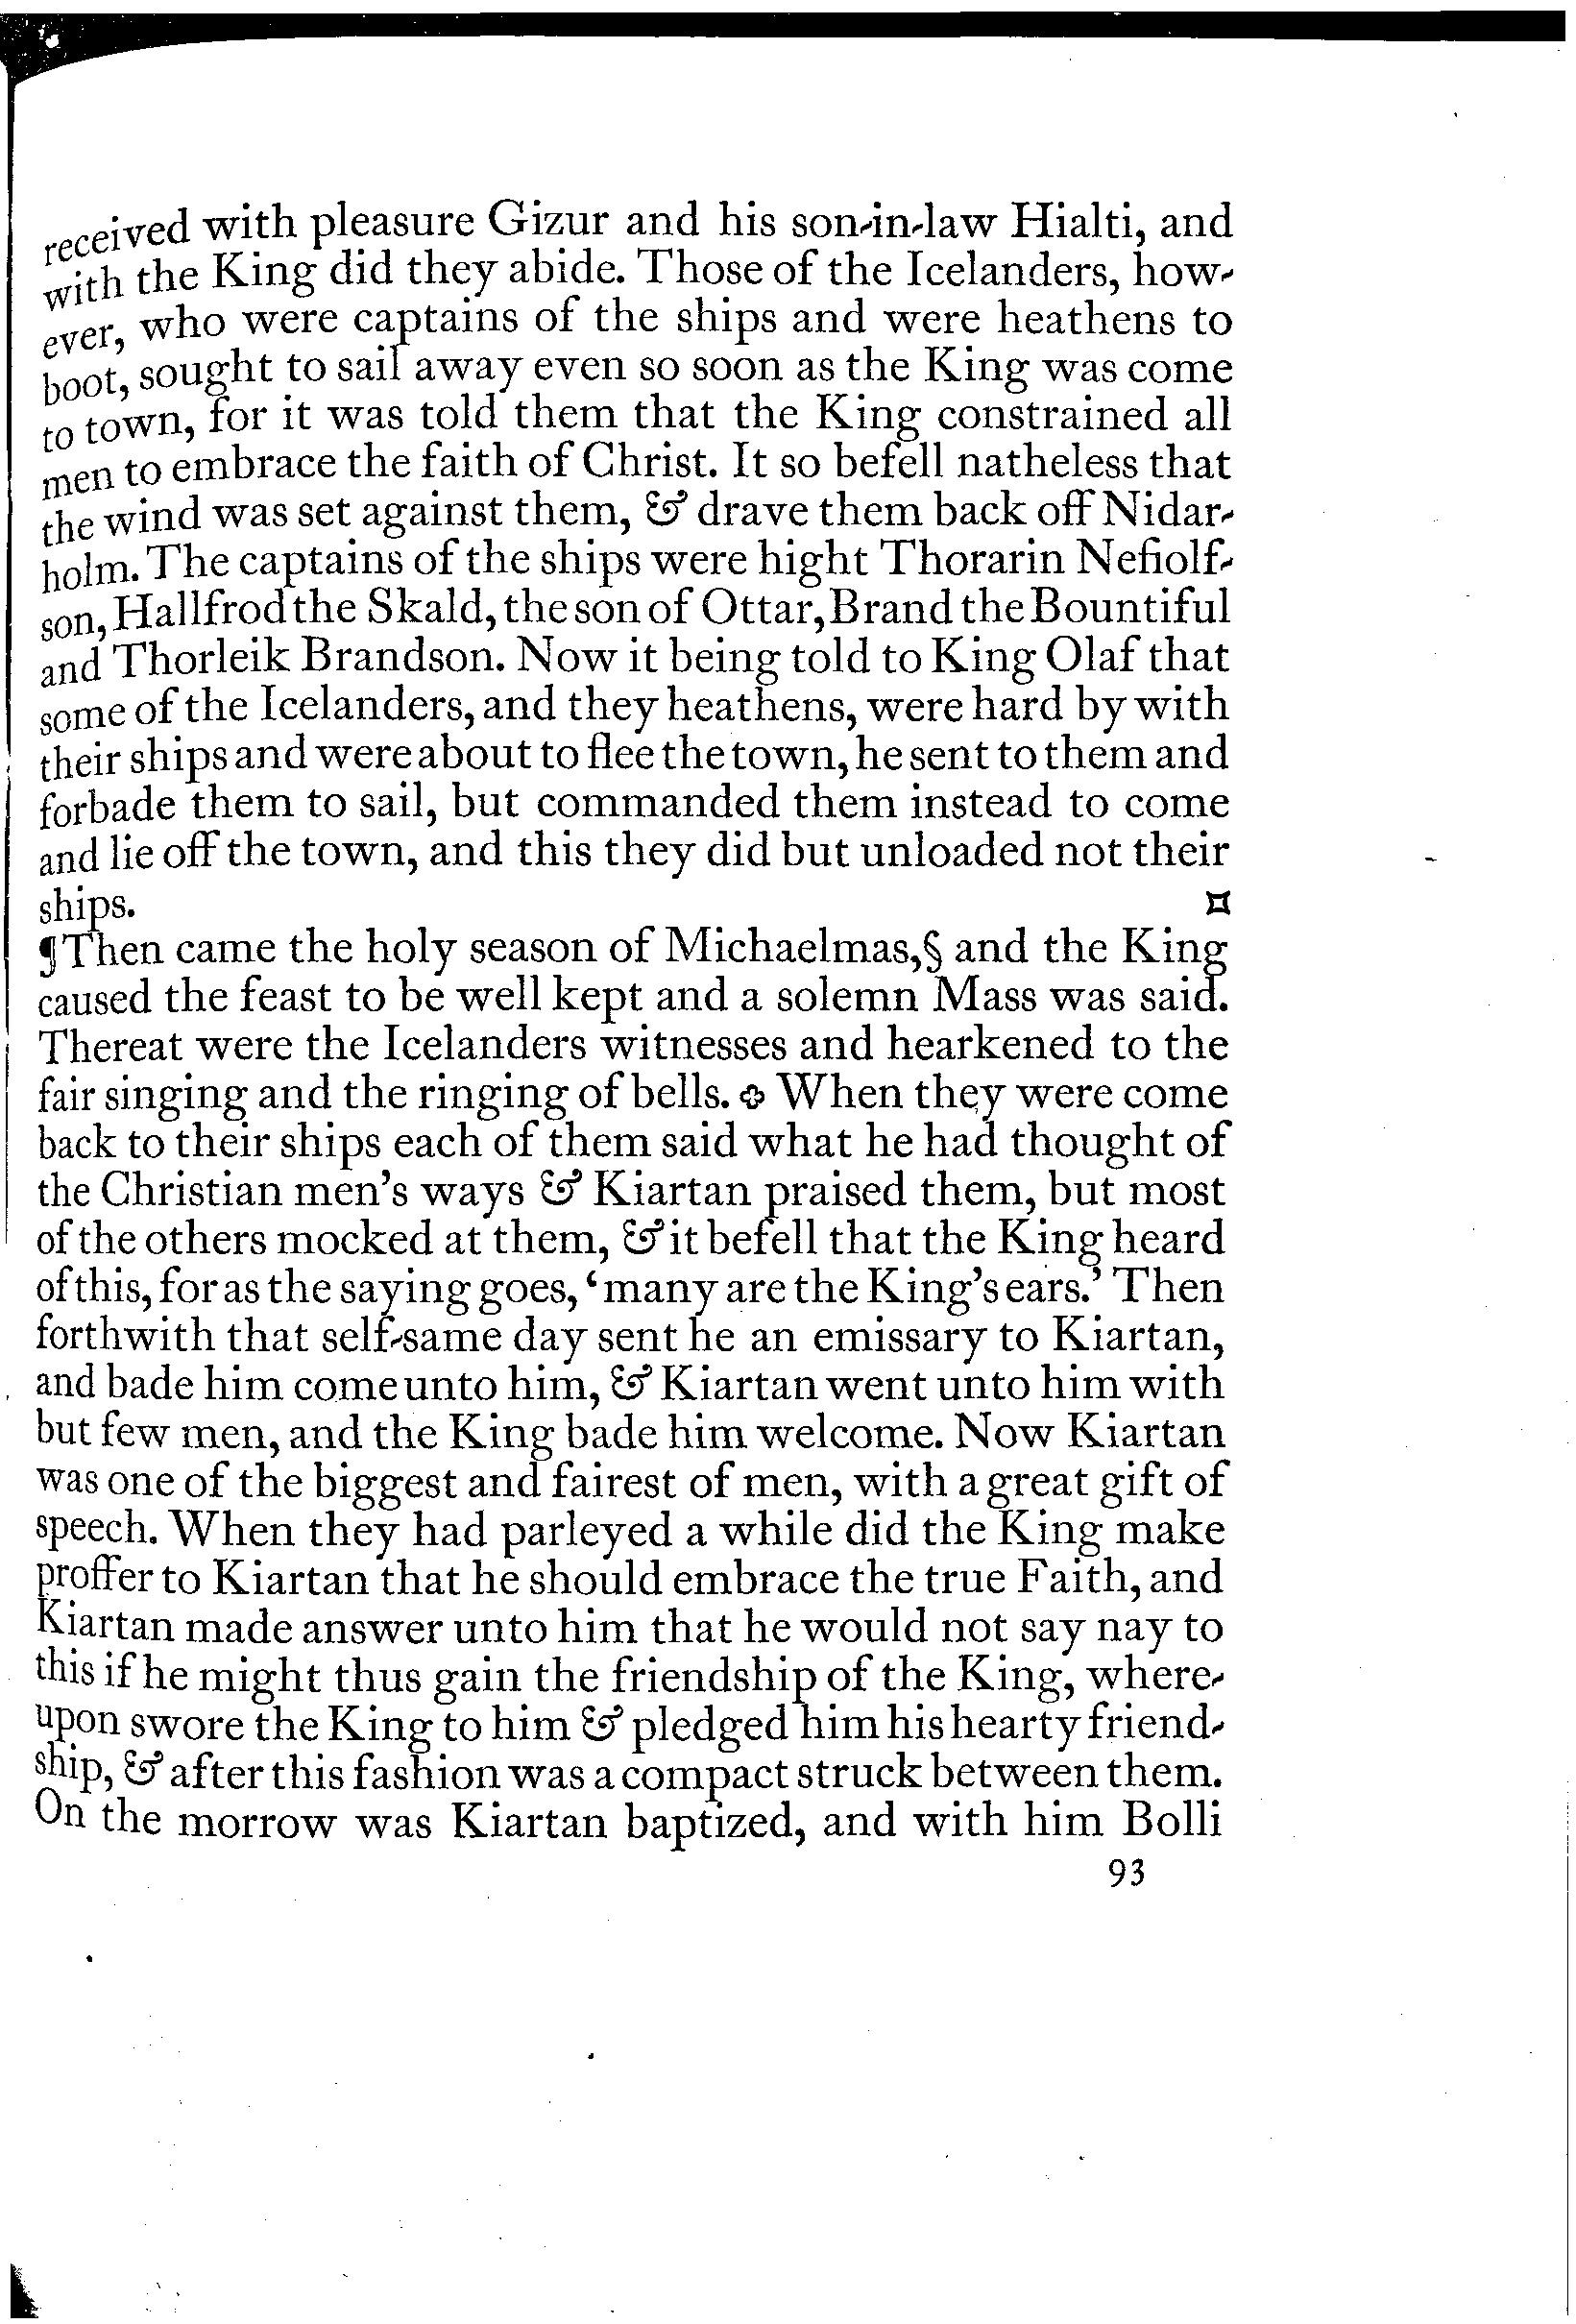 received with pleasure Gizur and his son-in-law Hialti, and
with the King did they abide. Those of the Icelanders, how-
ever, who were captains of the ships and were heathens to
boot, sought to sail away even so soon as the King was come
to town, for it was told them that the King constrained all
men to embrace the faith of Christ. It so befell natheless that
the wind was set against them, & drave them back off Nidar-
holm. The captains of the ships were hight Thorarin Nefiolf-
son, Hallfrod the Skald, the son of Ottar, Brand the Bountiful
and Thorleik Brandson. Now it being told to King Olaf that
some of the Icelanders, and they heathens, were hard by with
their ships and were about to flee the town, he sent to them and
forbade them to sail, but commanded them instead to come
and lie off the town, and this they did but unloaded not their
ships. ¤
¶Then came the holy season of Michaelmas,§ and the King
caused the feast to be well kept and a solemn Mass was said.
Thereat were the Icelanders witnesses and hearkened to the
fair singing and the ringing of bells. ✥ When they were come
back to their ships each of them said what he had thought of
the Christian men's ways & Kiartan praised them, but most
of the others mocked at them, & it befell that the King heard
of this, for as the saying goes, 'many are the King's ears.' Then
forthwith that self-same day sent he an emissary to Kiartan,
and bade him come unto him, & Kiartan went unto him with
but few men, and the King bade him welcome. Now Kiartan
was one of the biggest and fairest of men, with a great gift of
speech. When they had parleyed a while did the King make
proffer to Kiartan that he should embrace the true Faith, and
Kiartan made answer unto him that he would not say nay to
this if he might thus gain the friendship of the King, where-
upon swore the King to him & pledged him his hearty friend-
ship, & after this fashion was a compact struck between them.
On the morrow was Kiartan baptized, and with him Bolli
93